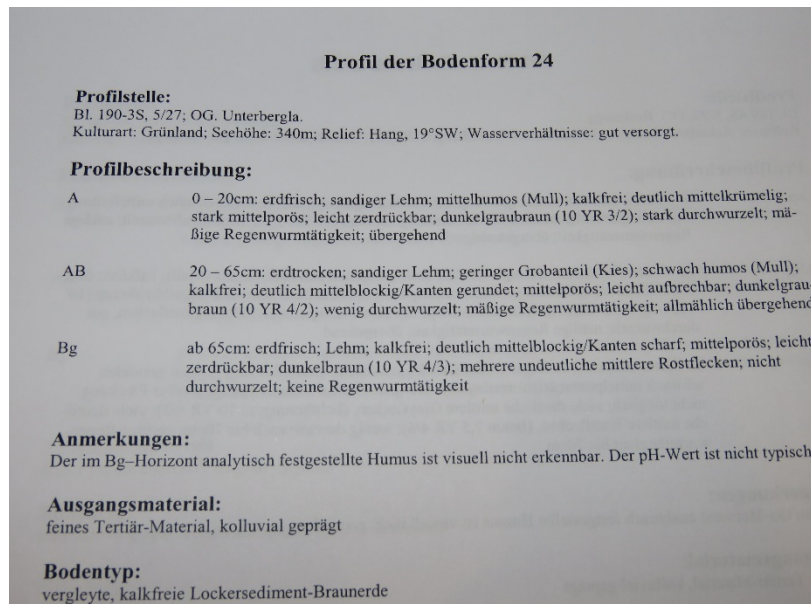 Profil der Bodenform 24
Profilstelle:
Bl. 190-3S, 5/27; OG. Unterbergla.
Kulturart: Grünland; Seehöhe: 340m; Relief: Hang, 19°SW; Wasserverhältnisse: gut versorgt.
Profilbeschreibung:
A 0 – 20cm: erdfrisch; sandiger Lehm; mittelhumos (Mull); kalkfrei; deutlich mittelkrümelig;
stark mittelporös; leicht zerdrückbar; dunkelgraubraun (10 YR 3/2); stark durchwurzelt; mä-
ßige Regenwurmtätigkeit; übergehend
AB 20 – 65cm: erdtrocken; sandiger Lehm; geringer Grobanteil (Kies); schwach humos (Mull);
kalkfrei; deutlich mittelblockig/Kanten gerundet; mittelporös; leicht aufbrechbar; dunkelgrau-
braun (10 YR 4/2); wenig durchwurzelt; mäßige Regenwurmtätigkeit; allmählich übergehend
Bg ab 65cm: erdfrisch; Lehm; kalkfrei; deutlich mittelblockig/Kanten scharf; mittelporös; leicht
zerdrückbar; dunkelbraun (10 YR 4/3); mehrere undeutliche mittlere Rostflecken; nicht
durchwurzelt; keine Regenwurmtätigkeit
Anmerkungen:
Der im Bg–Horizont analytisch festgestellte Humus ist visuell nicht erkennbar. Der pH-Wert ist nicht typisch
Ausgangsmaterial:
feines Tertiär-Material, kolluvial geprägt
Bodentyp:
vergleyte, kalkfreie Lockersediment-Braunerde